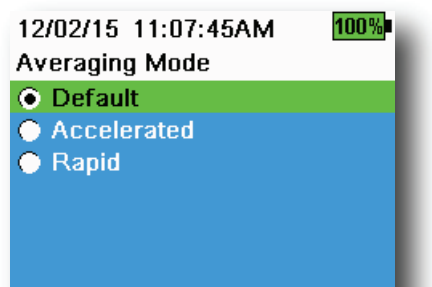 12/02/15 11:07:45AM 100%
Averaging Mode
Default
Accelerated
Rapid